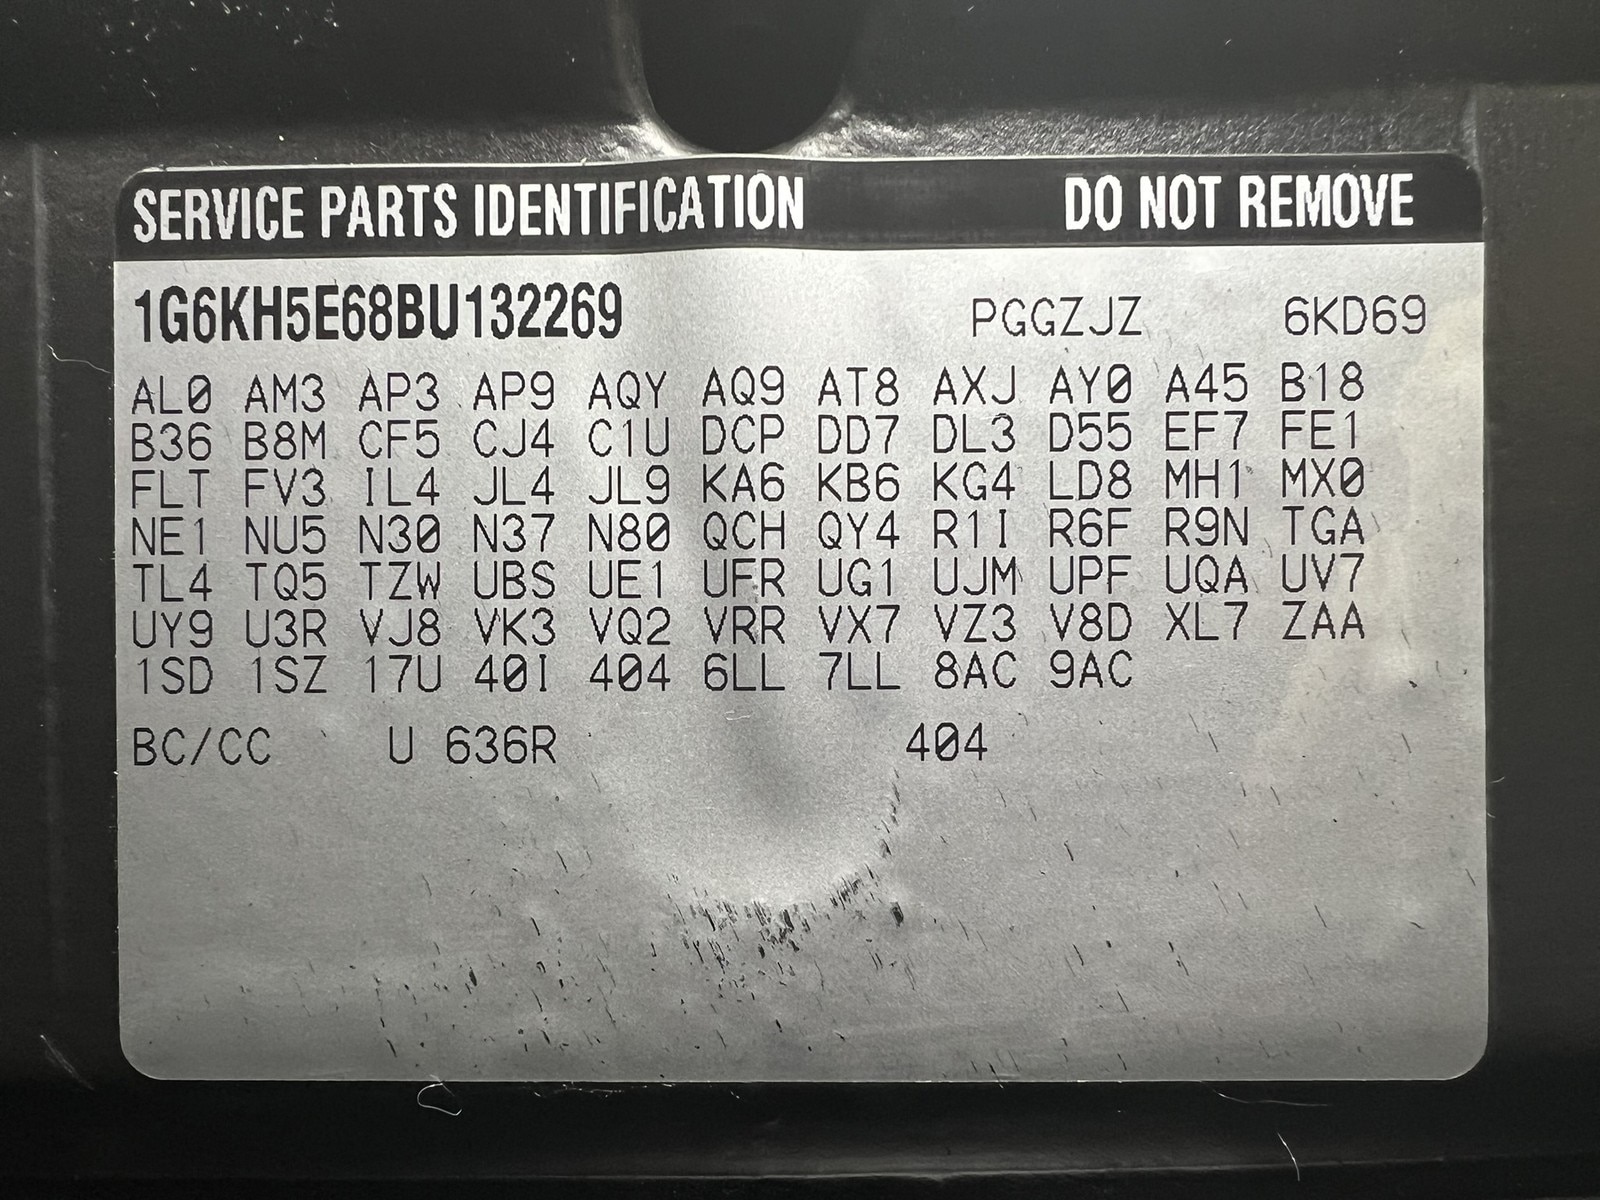 SERVICE PARTS IDENTIFICATION DO NOT REMOVE
1G6KH5E68BU132269 PGGZJZ 6KD69
AL0 AM3 AP3 AP9 AQY AQ9 AT8 AXJ AY0 A45 B18
B36 B8M CF5 CJ4 C1U DCP DD7 DL3 D55 EF7 FE1
FLT FV3 IL4 JL4 JL9 KA6 KB6 KG4 LD8 MH1 MX0
NE1 NU5 N30 N37 N80 QCH QY4 R1I R6F R9N TGA
TL4 TQ5 TZW UBS UE1 UFR UG1 UJM UPF UQA UV7
UY9 U3R VJ8 VK3 VQ2 VRR VX7 VZ3 V8D XL7 ZAA
1SD 1SZ 17U 40I 404 6LL 7LL 8AC 9AC
BC/CC U 636R 404